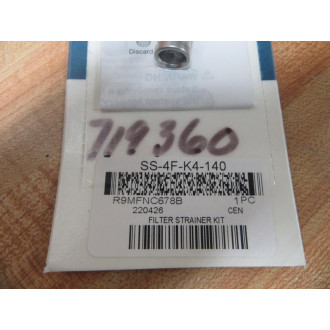 Discard
719360
SS-4F-K4-140
R9MFNC678B 1PC
220426 CEN
FILTER STRAINER KIT